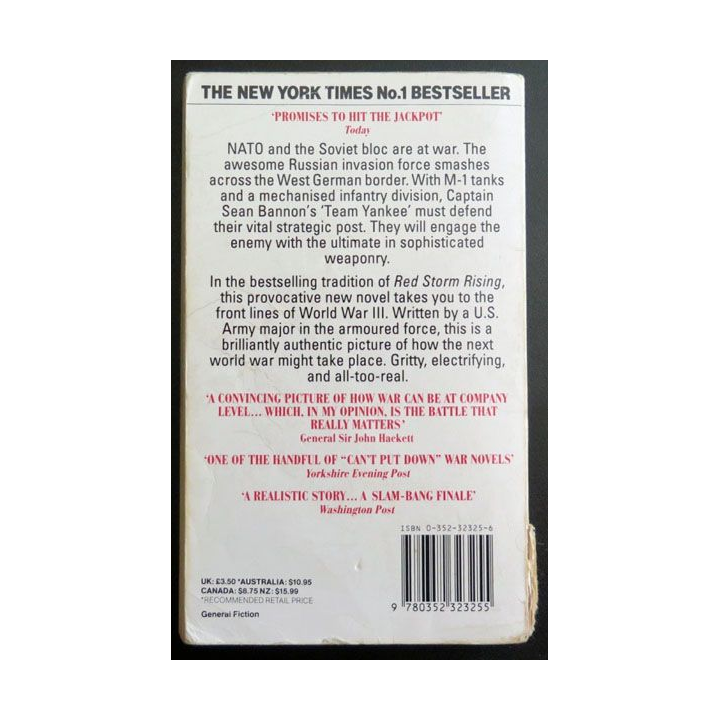 THE NEW YORK TIMES No.1 BESTSELLER
‘PROMISES TO HIT THE JACKPOT’
Today
NATO and the Soviet bloc are at war. The
awesome Russian invasion force smashes
across the West German border. With M-1 tanks
and a mechanised infantry division, Captain
Sean Bannon's ‘Team Yankee’ must defend
their vital strategic post. They will engage the
enemy with the ultimate in sophisticated
weaponry.
In the bestselling tradition of Red Storm Rising,
this provocative new novel takes you to the
front lines of World War III. Written by a U.S.
Army major in the armoured force, this is a
brilliantly authentic picture of how the next
world war might take place. Gritty, electrifying,
and all-too-real.
‘A CONVINCING PICTURE OF HOW WAR CAN BE AT COMPANY
LEVEL... WHICH, IN MY OPINION, IS THE BATTLE THAT
REALLY MATTERS’
General Sir John Hackett
‘ONE OF THE HANDFUL OF “CAN'T PUT DOWN” WAR NOVELS’
Yorkshire Evening Post
‘A REALISTIC STORY... A SLAM-BANG FINALE’
Washington Post
ISBN 0-352-32325-6
UK: £3.50 *AUSTRALIA: $10.95
CANADA: $8.75 NZ: $15.99
*RECOMMENDED RETAIL PRICE
General Fiction
9 780352 323255